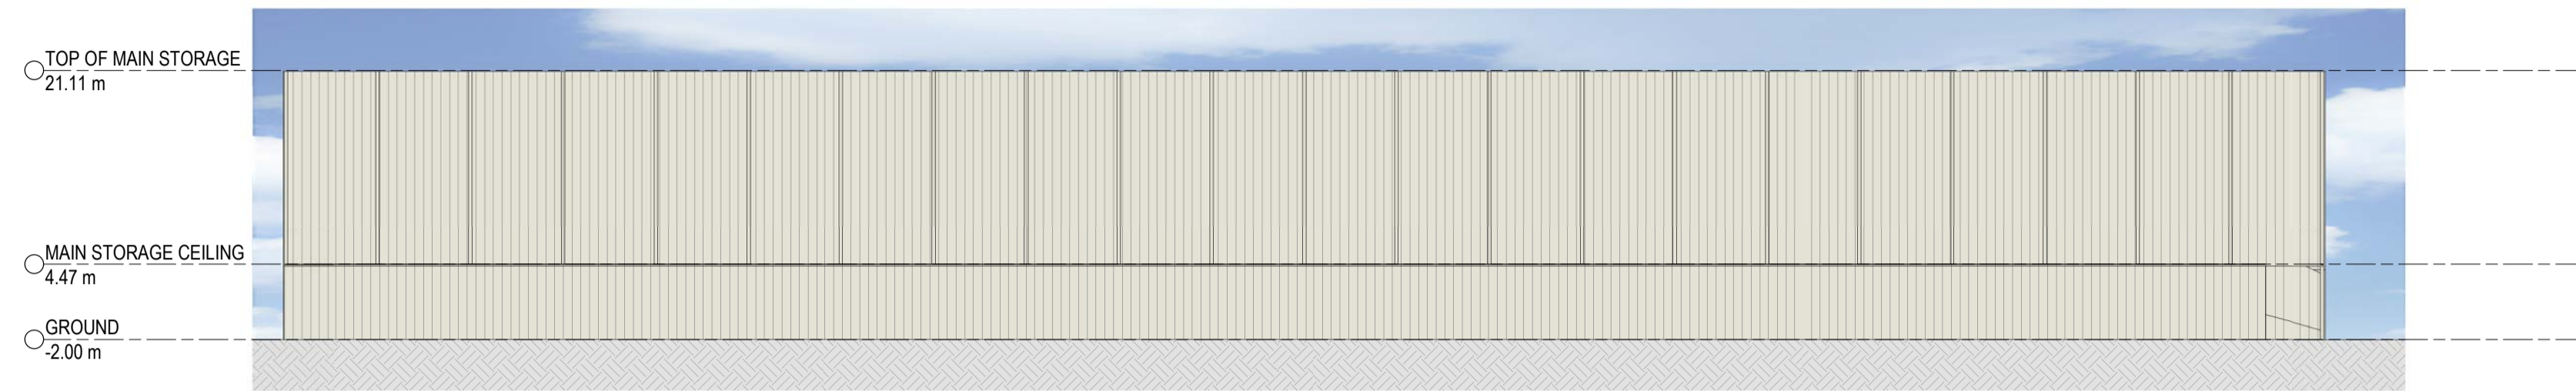 TOP OF MAIN STORAGE
21.11 m
MAIN STORAGE CEILING
4.47 m
GROUND
-2.00 m